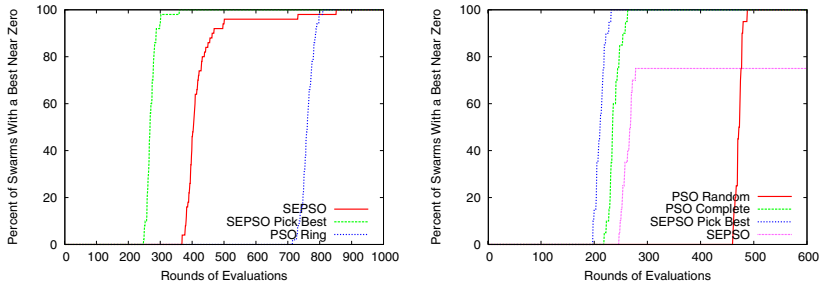 Percent of Swarms With a Best Near Zero
100
80
60
40
20
0
SEPSO
SEPSO Pick Best
PSO Ring
0 100 200 300 400 500 600 700 800 900 1000
Rounds of Evaluations
Percent of Swarms With a Best Near Zero
100
80
60
40
20
0
PSO Random
PSO Complete
SEPSO Pick Best
SEPSO
0 100 200 300 400 500 600
Rounds of Evaluations